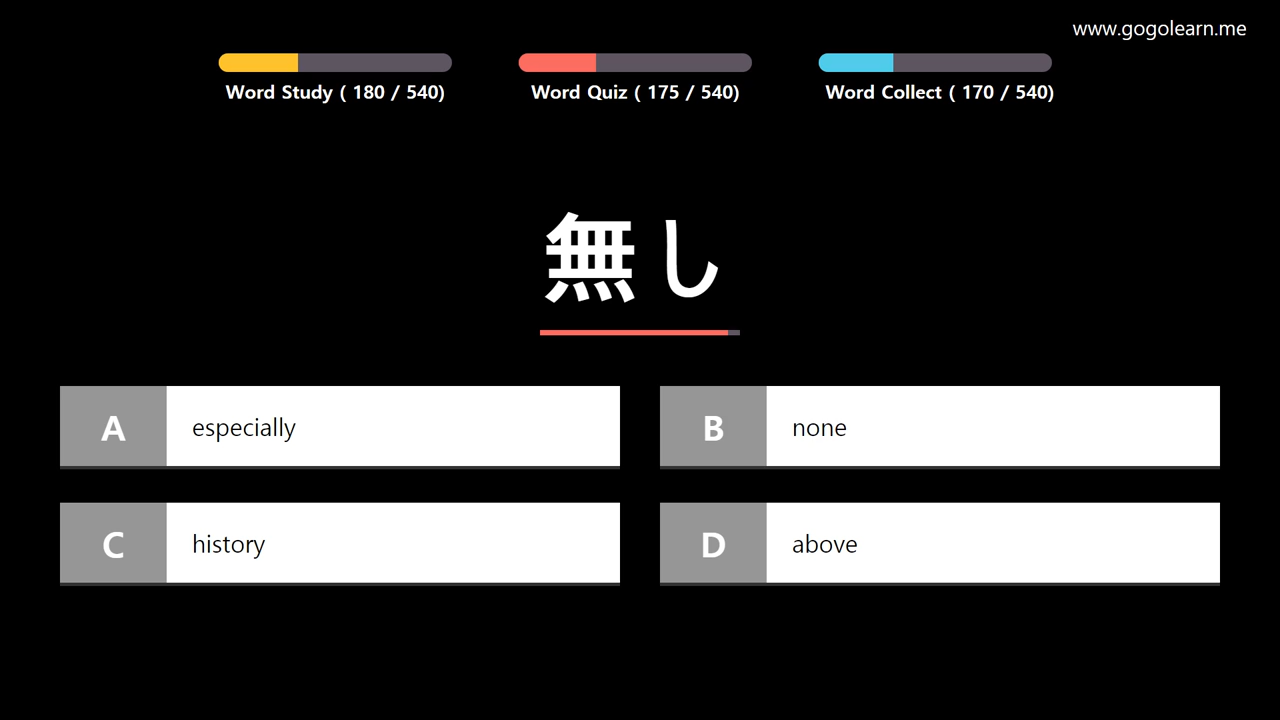 www.gogolearn.me
Word Study ( 180 / 540)
Word Quiz ( 175 / 540)
Word Collect ( 170 / 540)
無し
A especially
B none
C history
D above